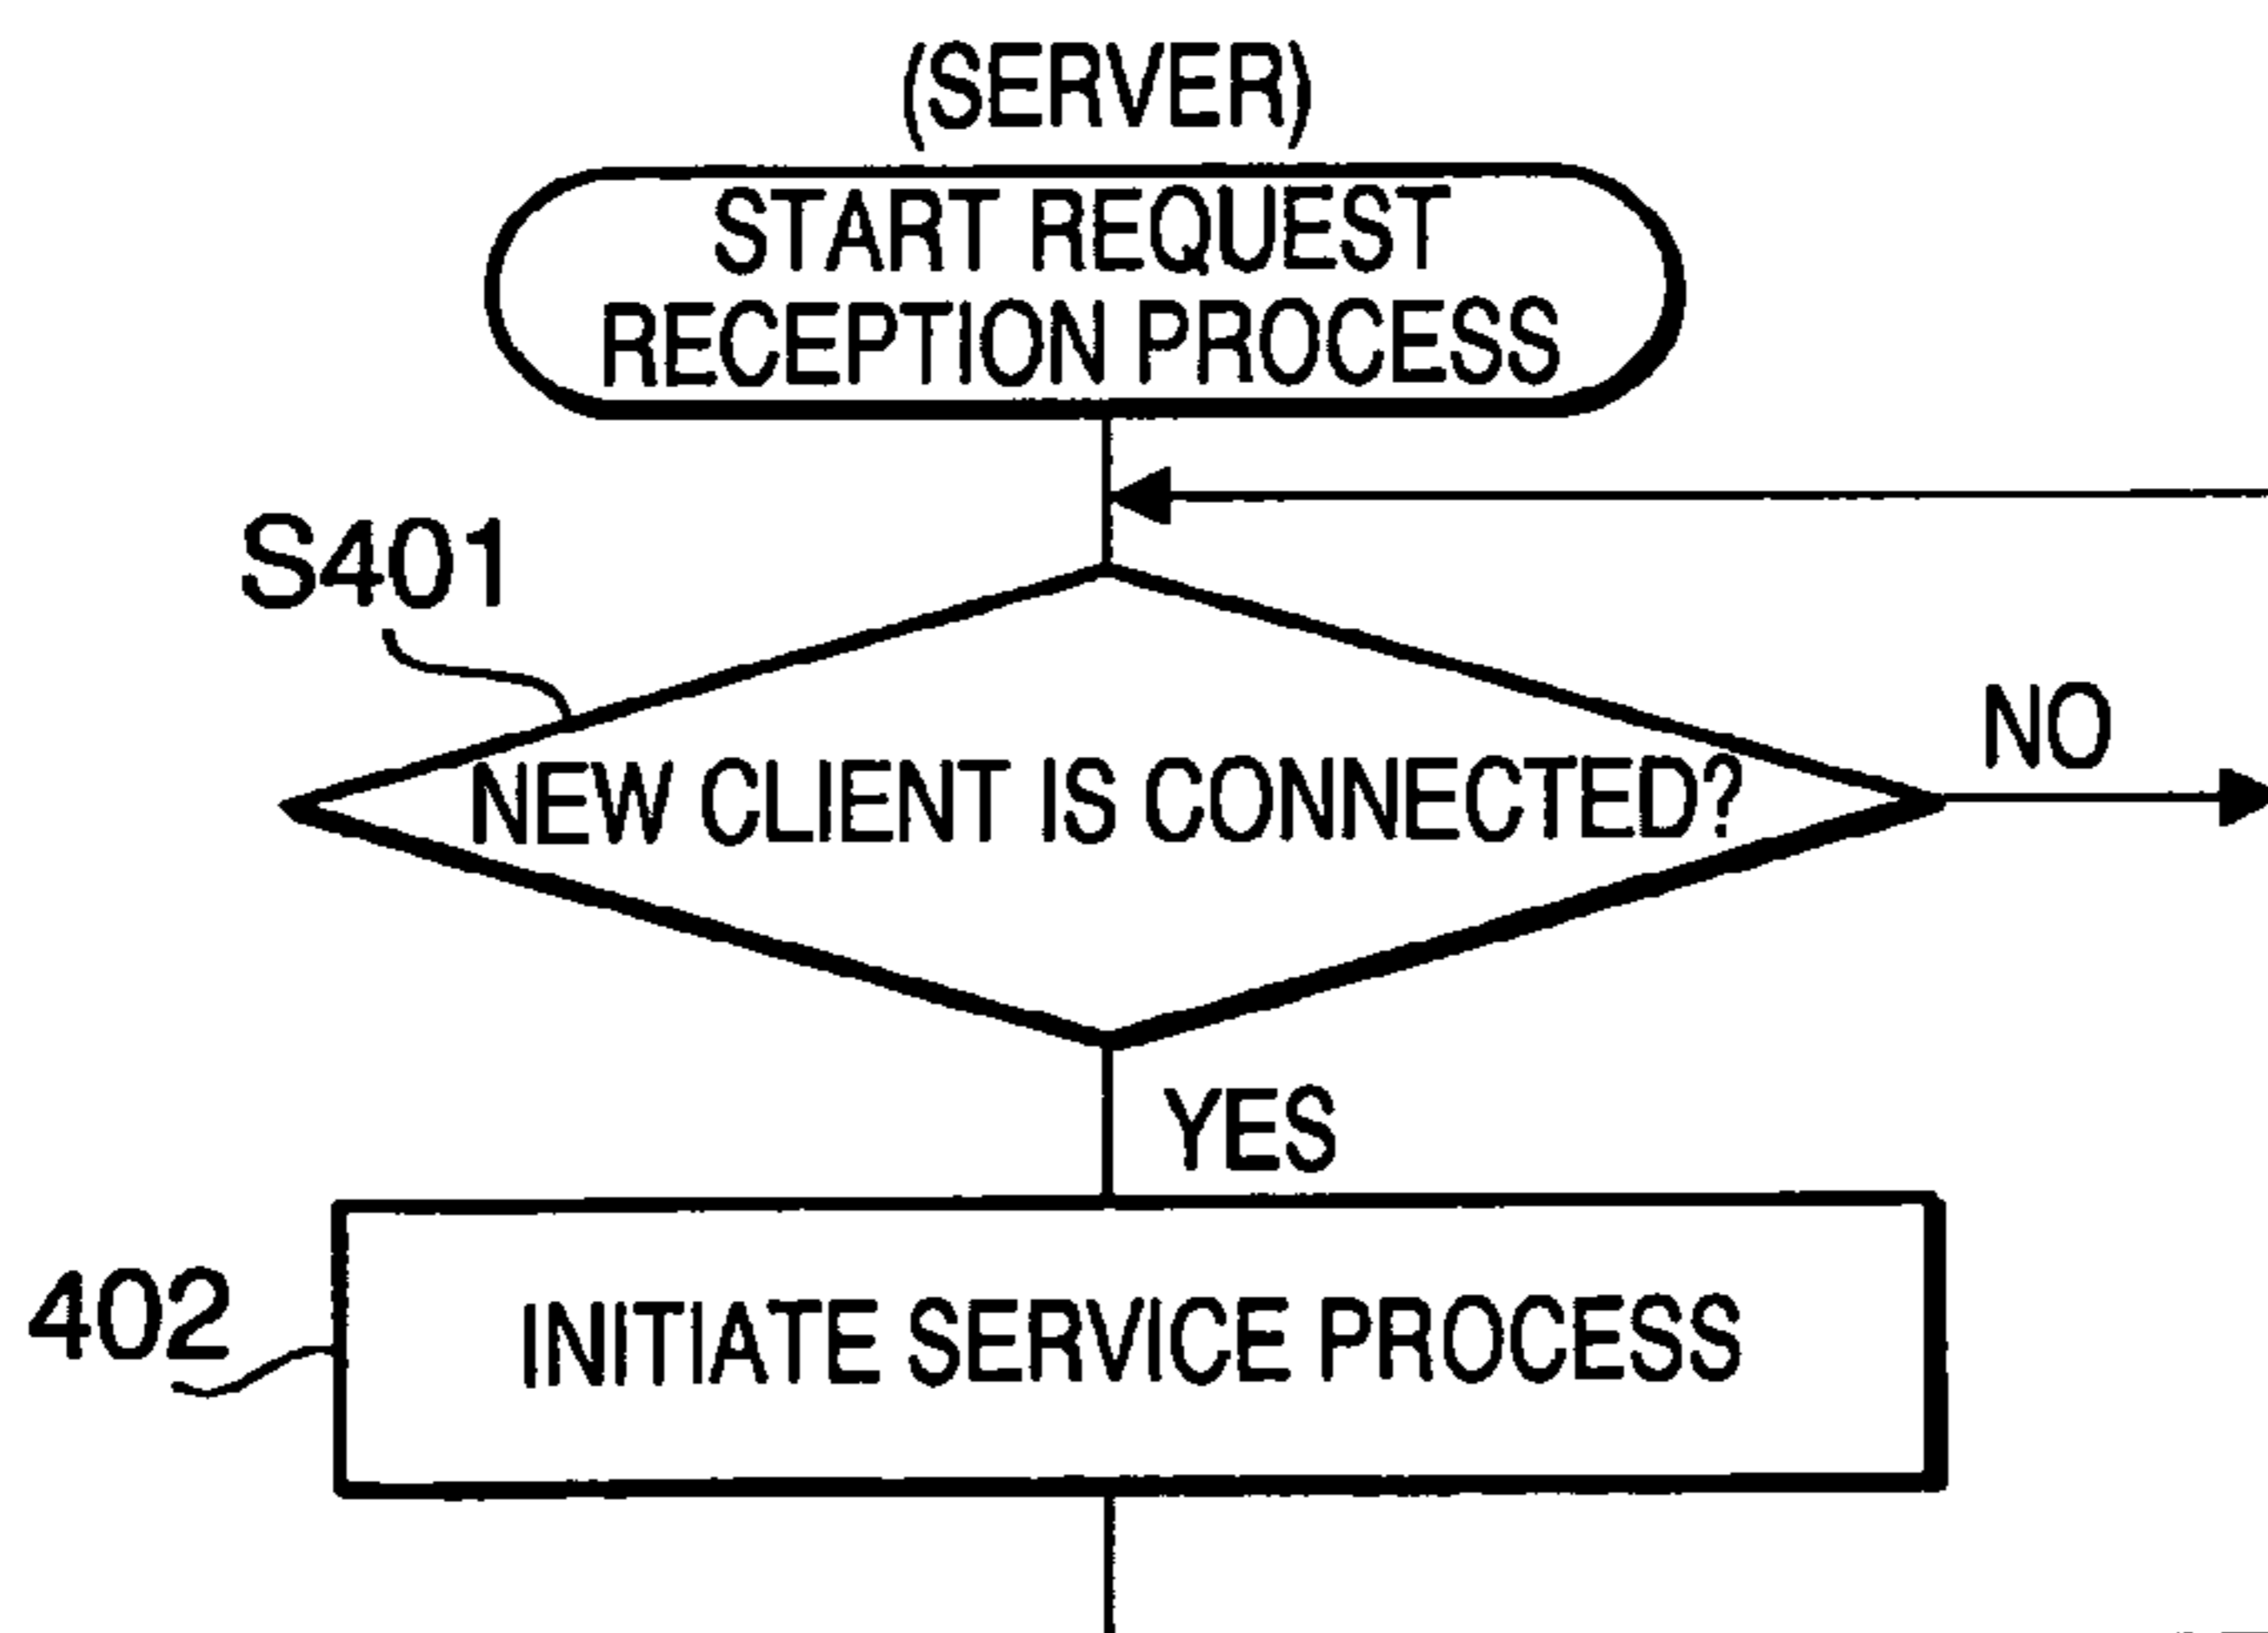 (SERVER)
START REQUEST
RECEPTION PROCESS
S401
NEW CLIENT IS CONNECTED?
NO
YES
402
INITIATE SERVICE PROCESS